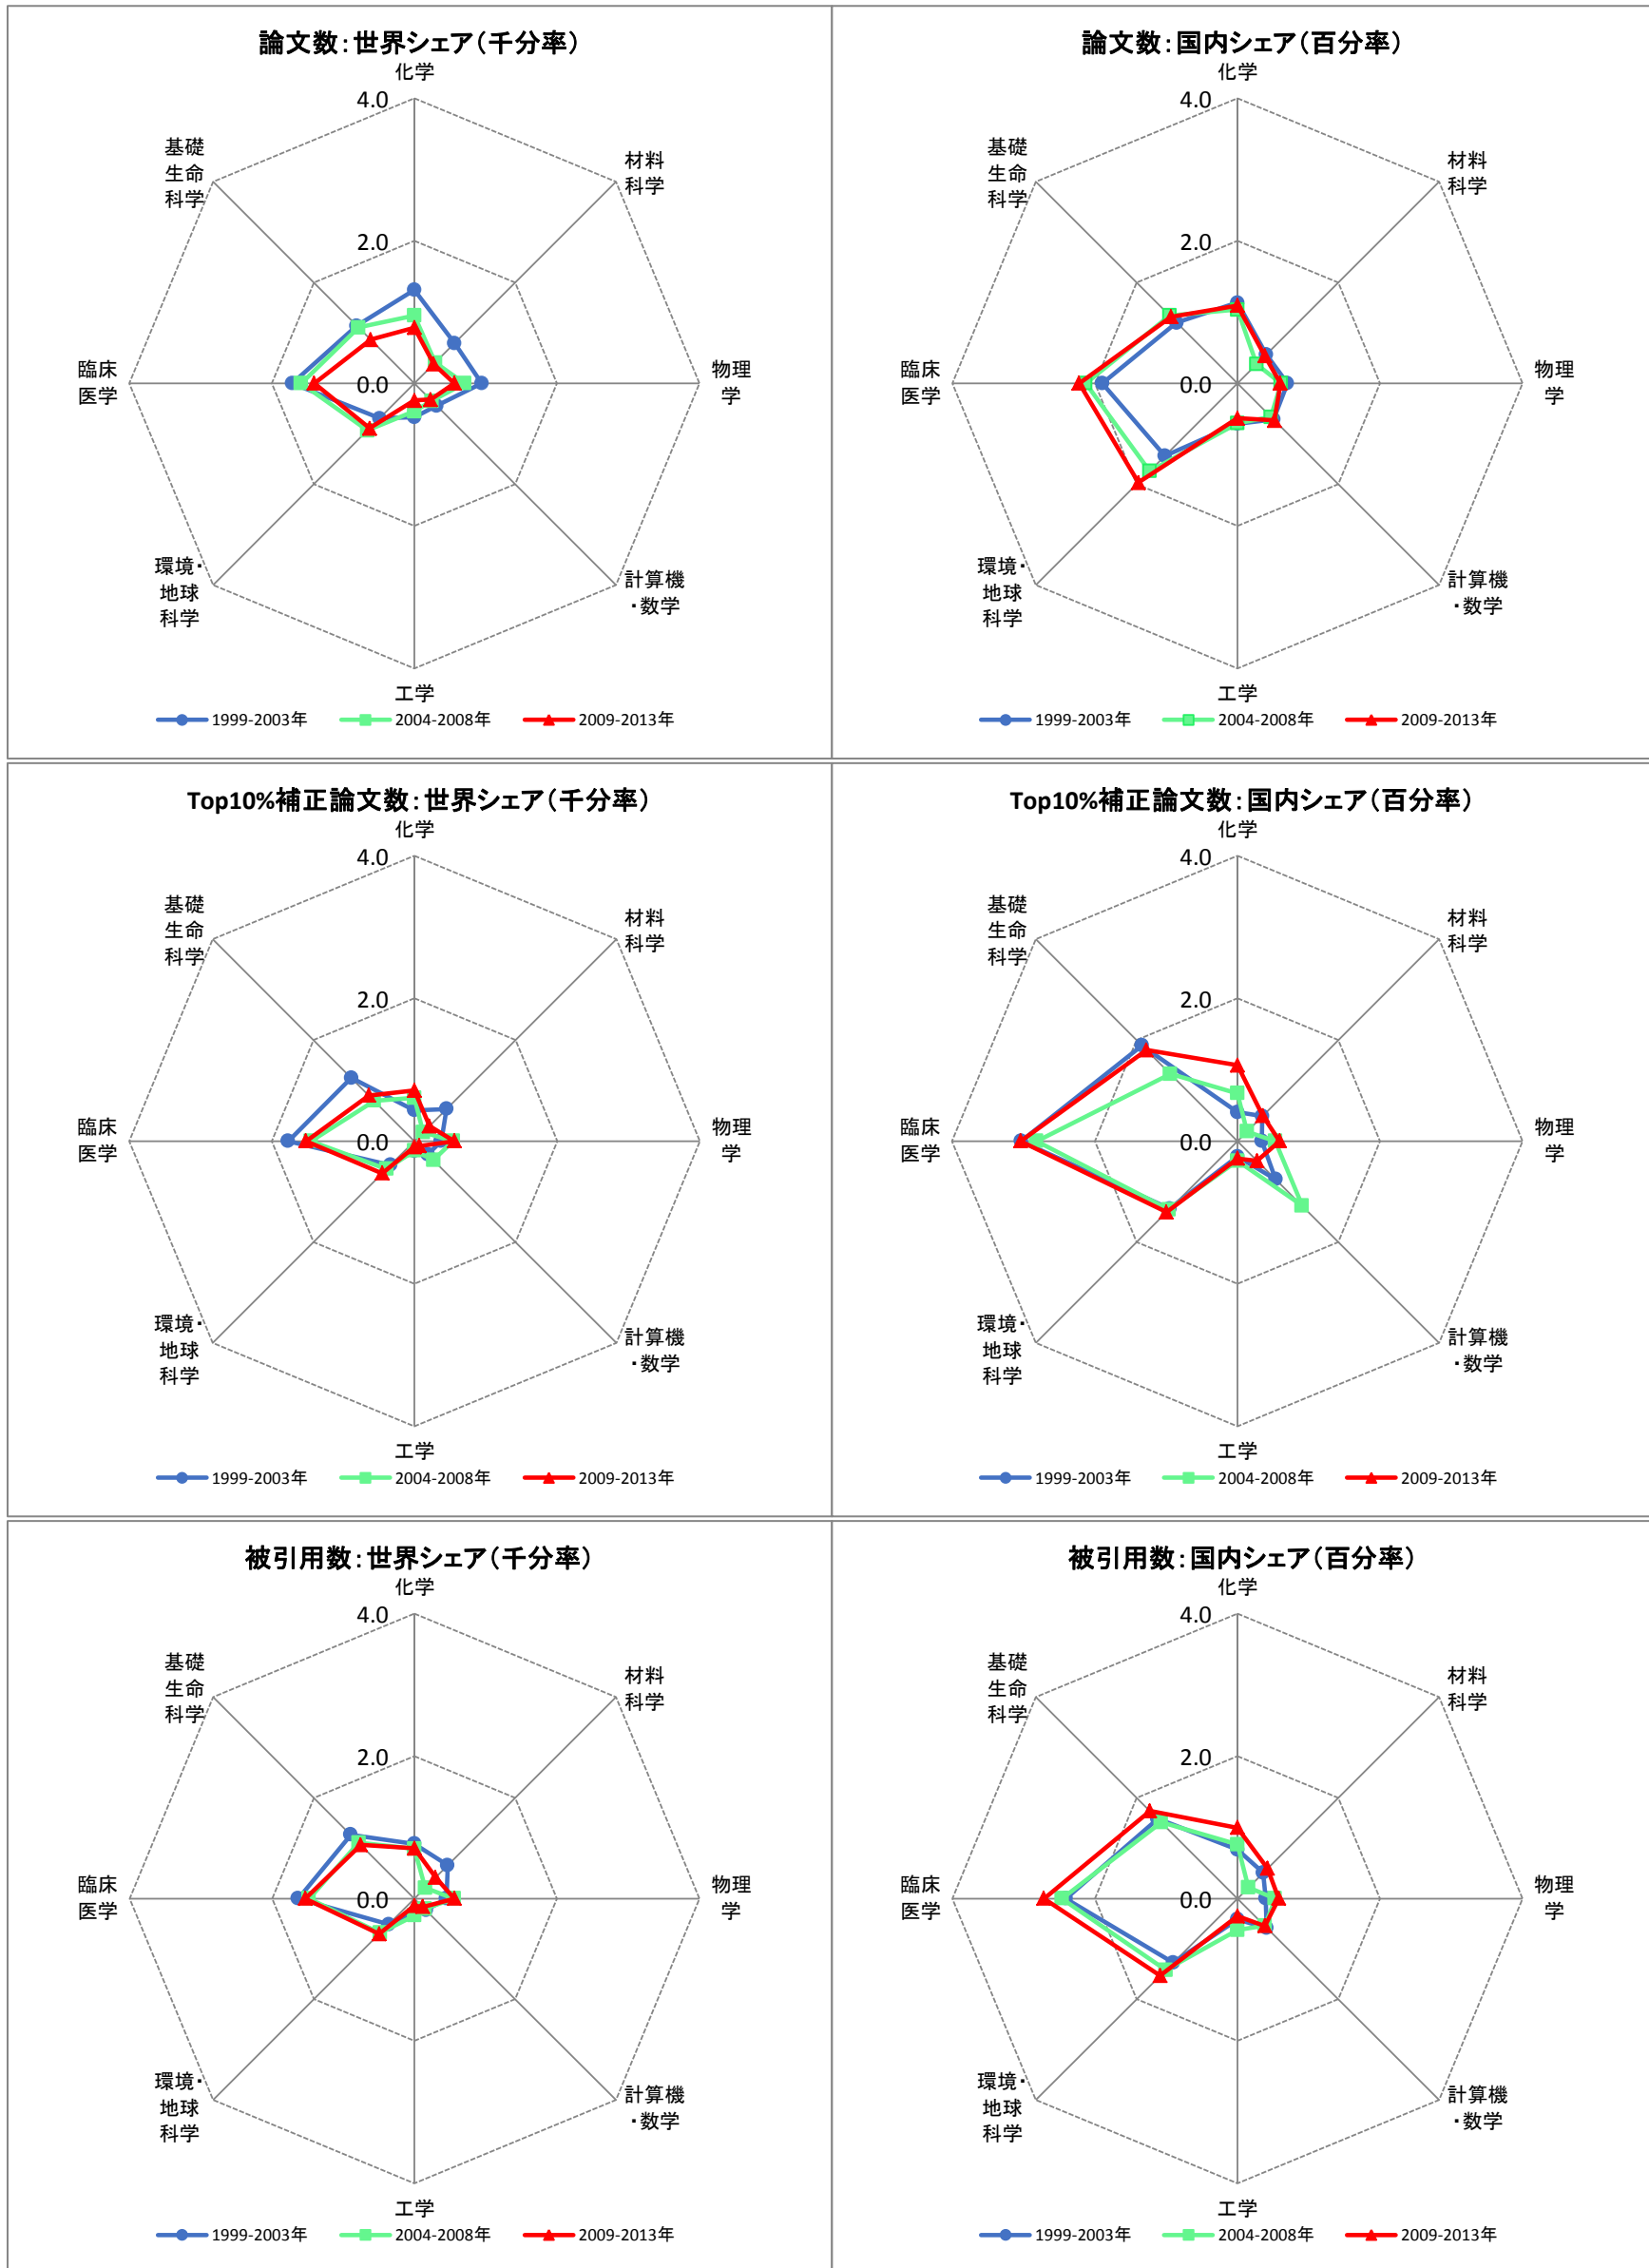 論文数：世界シェア（千分率）
化学
4.0
基礎
生命
科学
材料
科学
2.0
臨床
医学
0.0
物理
学
環境・
地球
科学
計算機
・数学
工学
1999-2003年
2004-2008年
2009-2013年
論文数：国内シェア（百分率）
化学
4.0
基礎
生命
科学
材料
科学
2.0
臨床
医学
0.0
物理
学
環境・
地球
科学
計算機
・数学
工学
1999-2003年
2004-2008年
2009-2013年
Top10%補正論文数：世界シェア（千分率）
化学
4.0
基礎
生命
科学
材料
科学
2.0
臨床
医学
0.0
物理
学
環境・
地球
科学
計算機
・数学
工学
1999-2003年
2004-2008年
2009-2013年
Top10%補正論文数：国内シェア（百分率）
化学
4.0
基礎
生命
科学
材料
科学
2.0
臨床
医学
0.0
物理
学
環境・
地球
科学
計算機
・数学
工学
1999-2003年
2004-2008年
2009-2013年
被引用数：世界シェア（千分率）
化学
4.0
基礎
生命
科学
材料
科学
2.0
臨床
医学
0.0
物理
学
環境・
地球
科学
計算機
・数学
工学
1999-2003年
2004-2008年
2009-2013年
被引用数：国内シェア（百分率）
化学
4.0
基礎
生命
科学
材料
科学
2.0
臨床
医学
0.0
物理
学
環境・
地球
科学
計算機
・数学
工学
1999-2003年
2004-2008年
2009-2013年